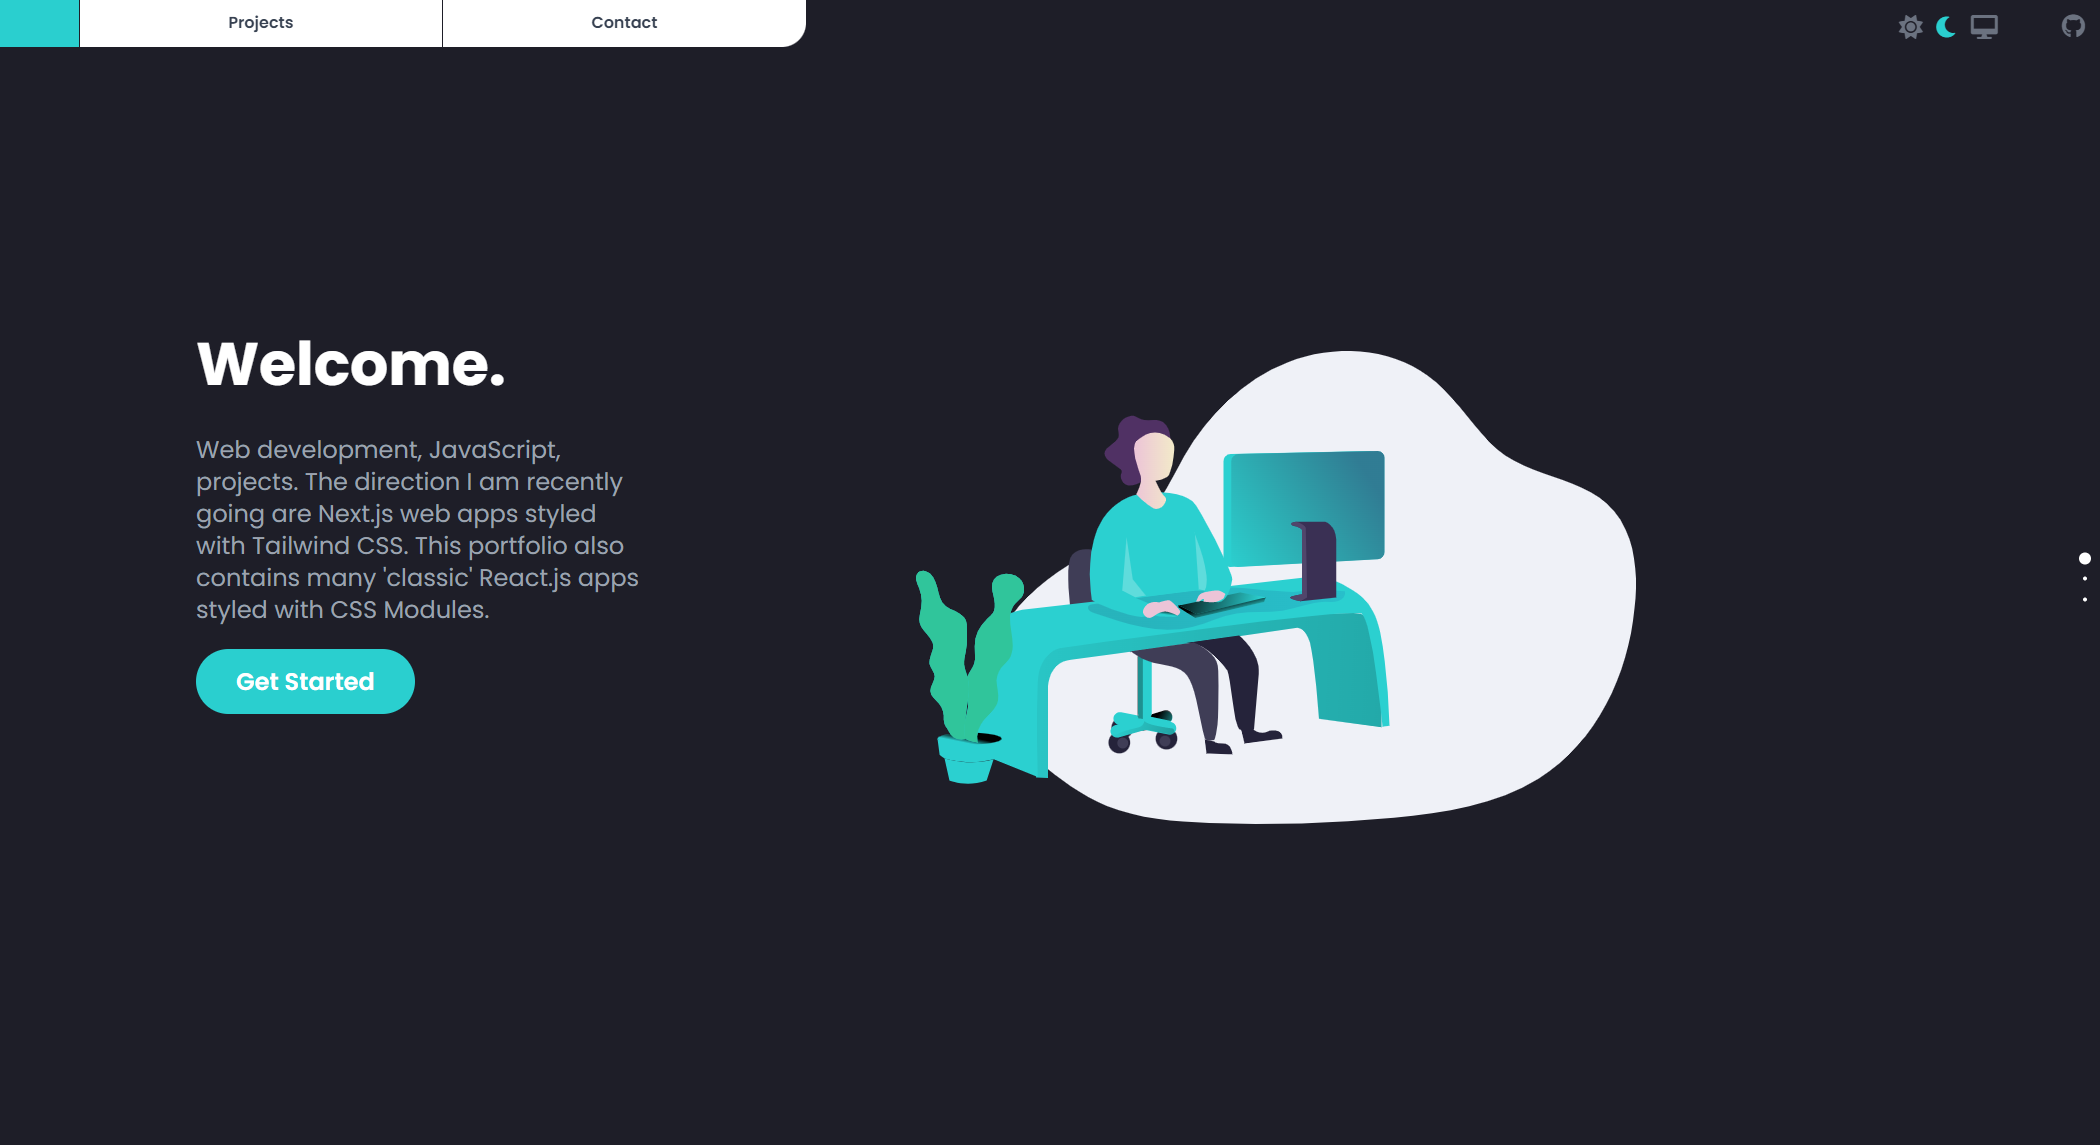 Projects
Contact
Welcome.
Web development, JavaScript,
projects. The direction I am recently
going are Next.js web apps styled
with Tailwind CSS. This portfolio also
contains many 'classic' React.js apps
styled with CSS Modules.
Get Started